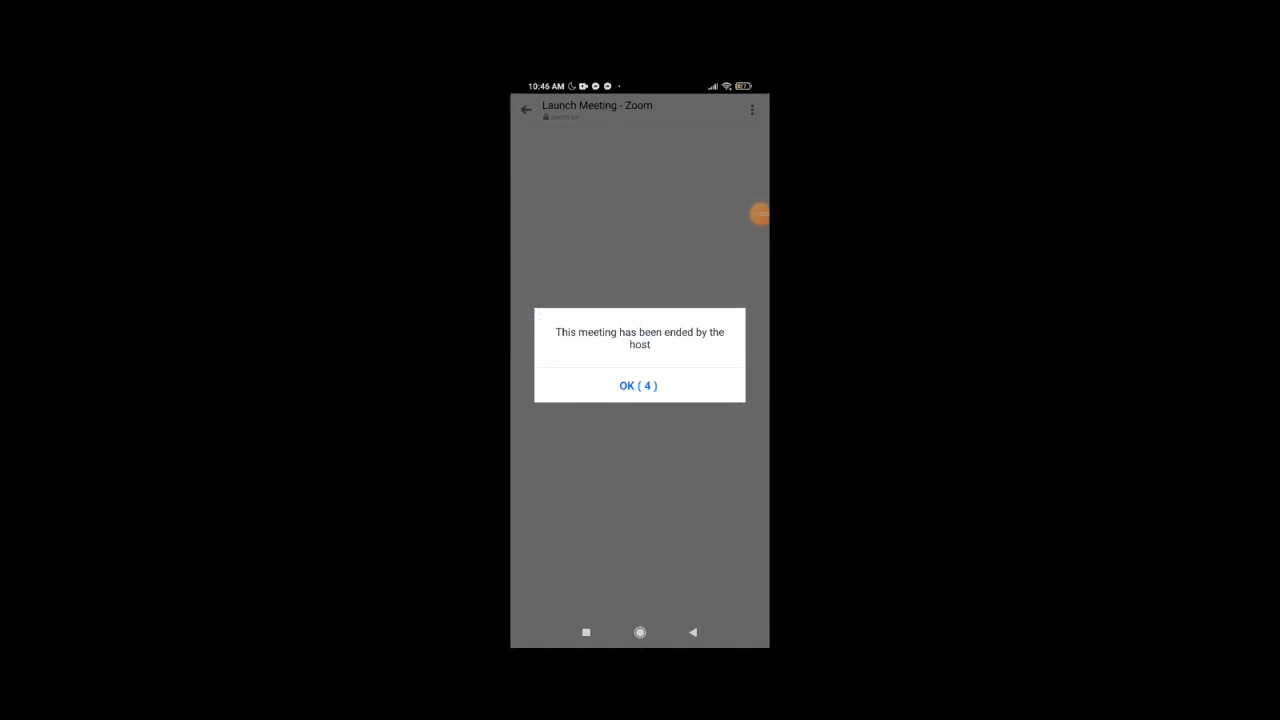 10:46 AM
Launch Meeting - Zoom
This meeting has been ended by the
host
OK ( 4 )